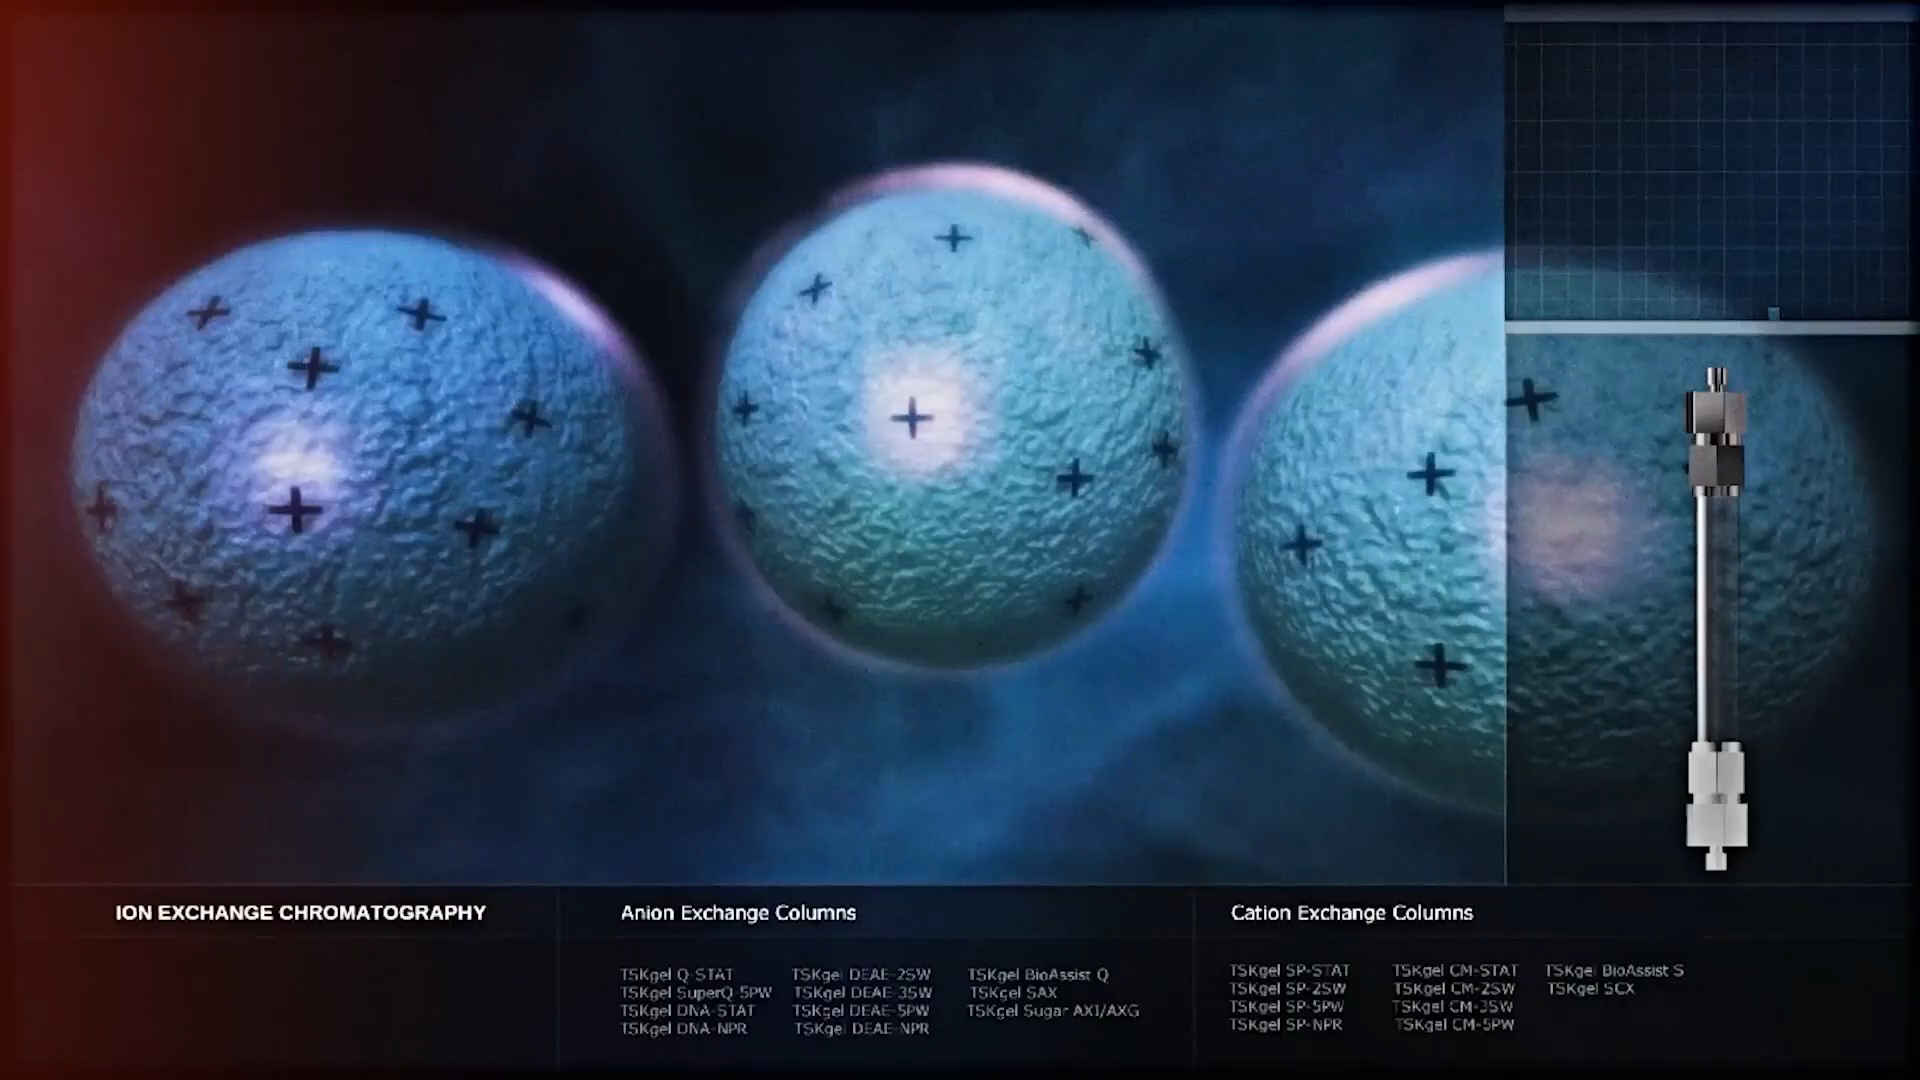 ION EXCHANGE CHROMATOGRAPHY
Anion Exchange Columns
TSKgel Q-STAT
TSKgel SuperQ-5PW
TSKgel DNA-STAT
TSKgel DNA-NPR
TSKgel DEAE-2SW
TSKgel DEAE-3SW
TSKgel DEAE-5PW
TSKgel DEAE-NPR
TSKgel BioAssist Q
TSKgel SAX
TSKgel Sugar AXI/AXG
Cation Exchange Columns
TSKgel SP-STAT
TSKgel SP-2SW
TSKgel SP-5PW
TSKgel SP-NPR
TSKgel CM-STAT
TSKgel CM-2SW
TSKgel CM-3SW
TSKgel CM-5PW
TSKgel BioAssist S
TSKgel SCX